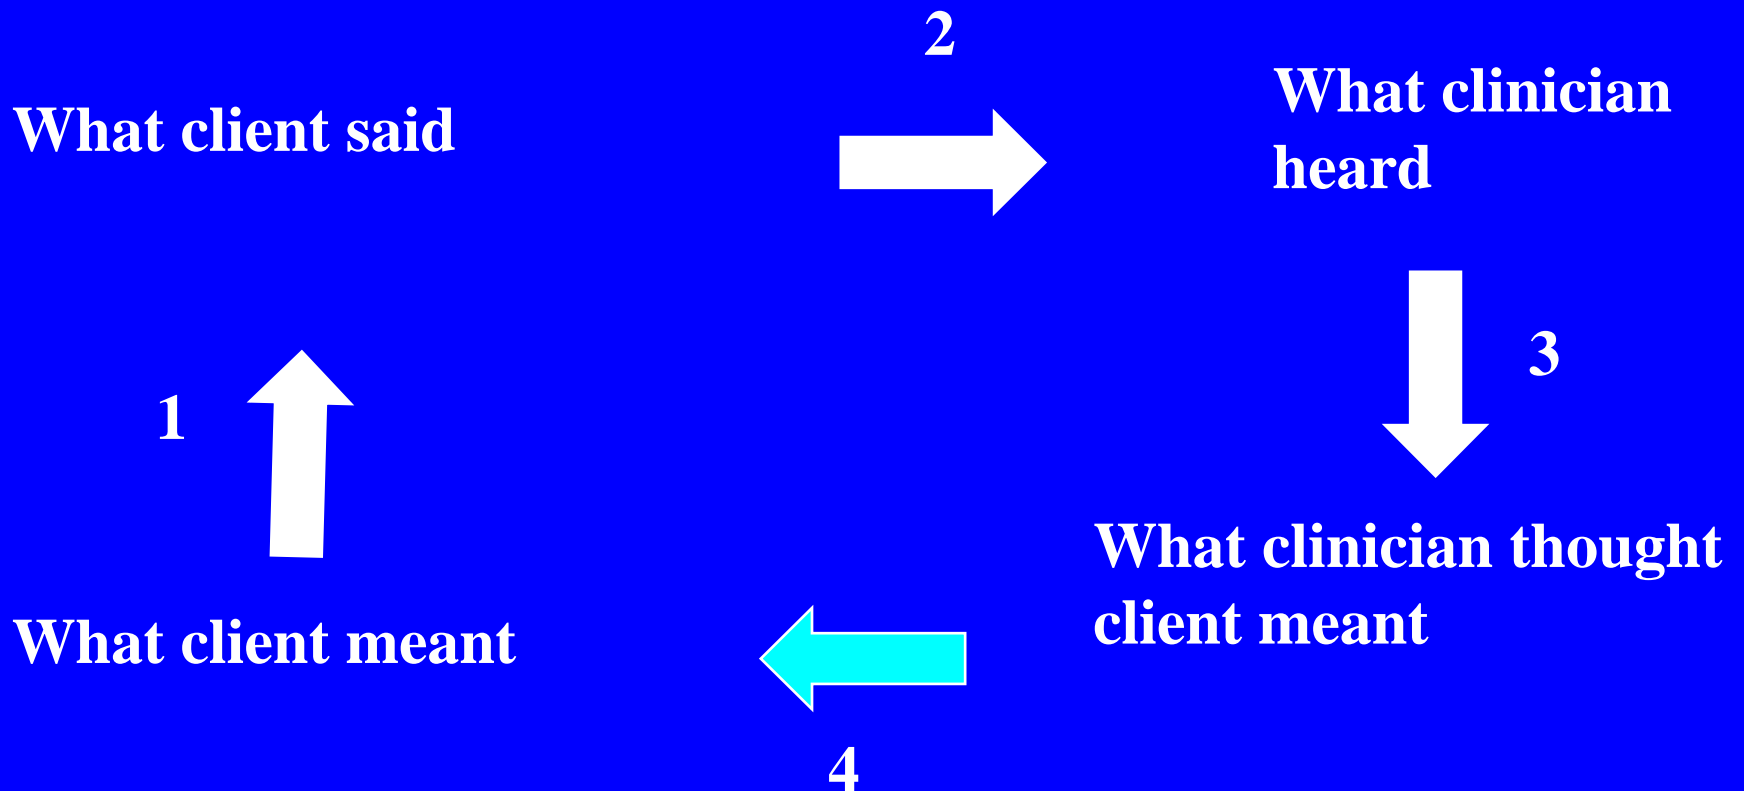 2
What client said
What clinician
heard
3
1
What clinician thought
client meant
What client meant
4